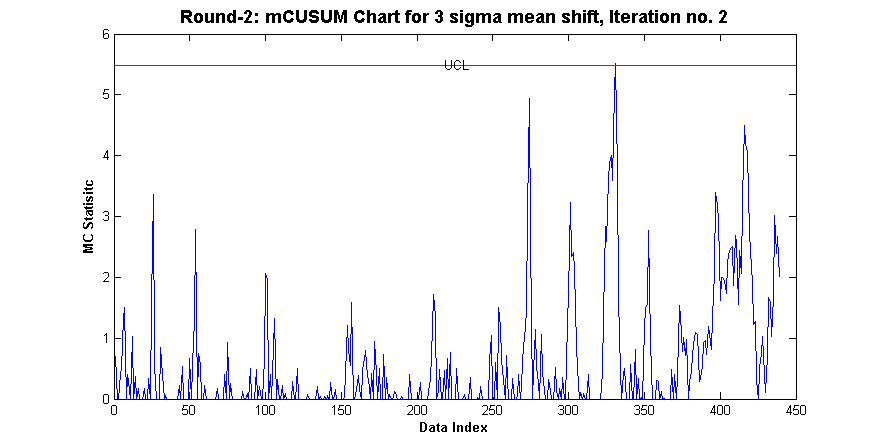 Round-2: mCUSUM Chart for 3 sigma mean shift, Iteration no. 2
6
UCL
5
4
3
2
1
0
MC Statisitc
0 50 100 150 200 250 300 350 400 450
Data Index